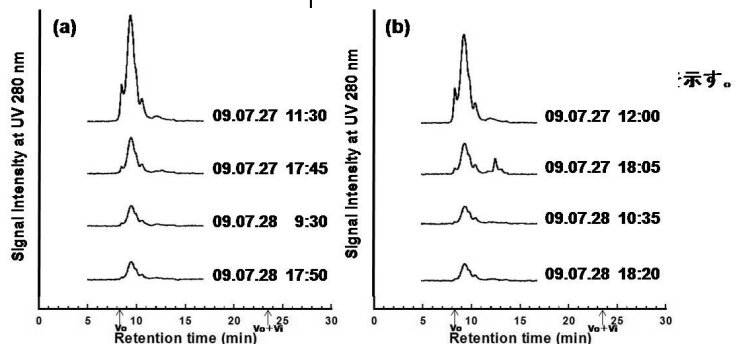 (a)
Signal Intensity at UV 280 nm
09.07.27 11:30
09.07.27 17:45
09.07.28 9:30
09.07.28 17:50
0 5 10 15 20 25 30
Vo Vo+Vi
Retention time (min)
(b)
Signal Intensity at UV 280 nm
09.07.27 12:00
09.07.27 18:05
09.07.28 10:35
09.07.28 18:20
0 5 10 15 20 25 30
Vo Vo+Vi
Retention time (min)
示す。